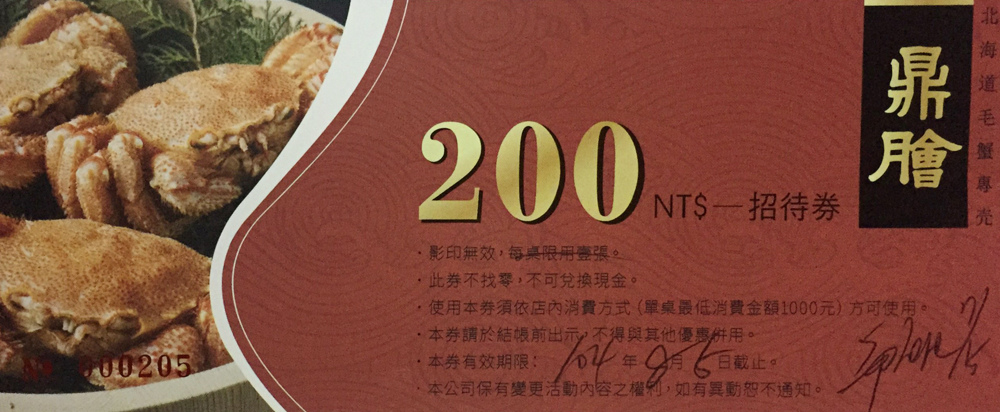 北海道毛蟹專売
鼎膾
200 NT$—招待券
・影印無效，每桌限用壹張。
・此券不找零，不可兌換現金。
・使用本券須依店內消費方式（單桌最低消費金額1000元）方可使用。
・本券請於結帳前出示，不得與其他優惠併用。
・本券有效期限：104年 月 日截止。
・本公司保有變更活動內容之權利，如有異動恕不通知。
000205